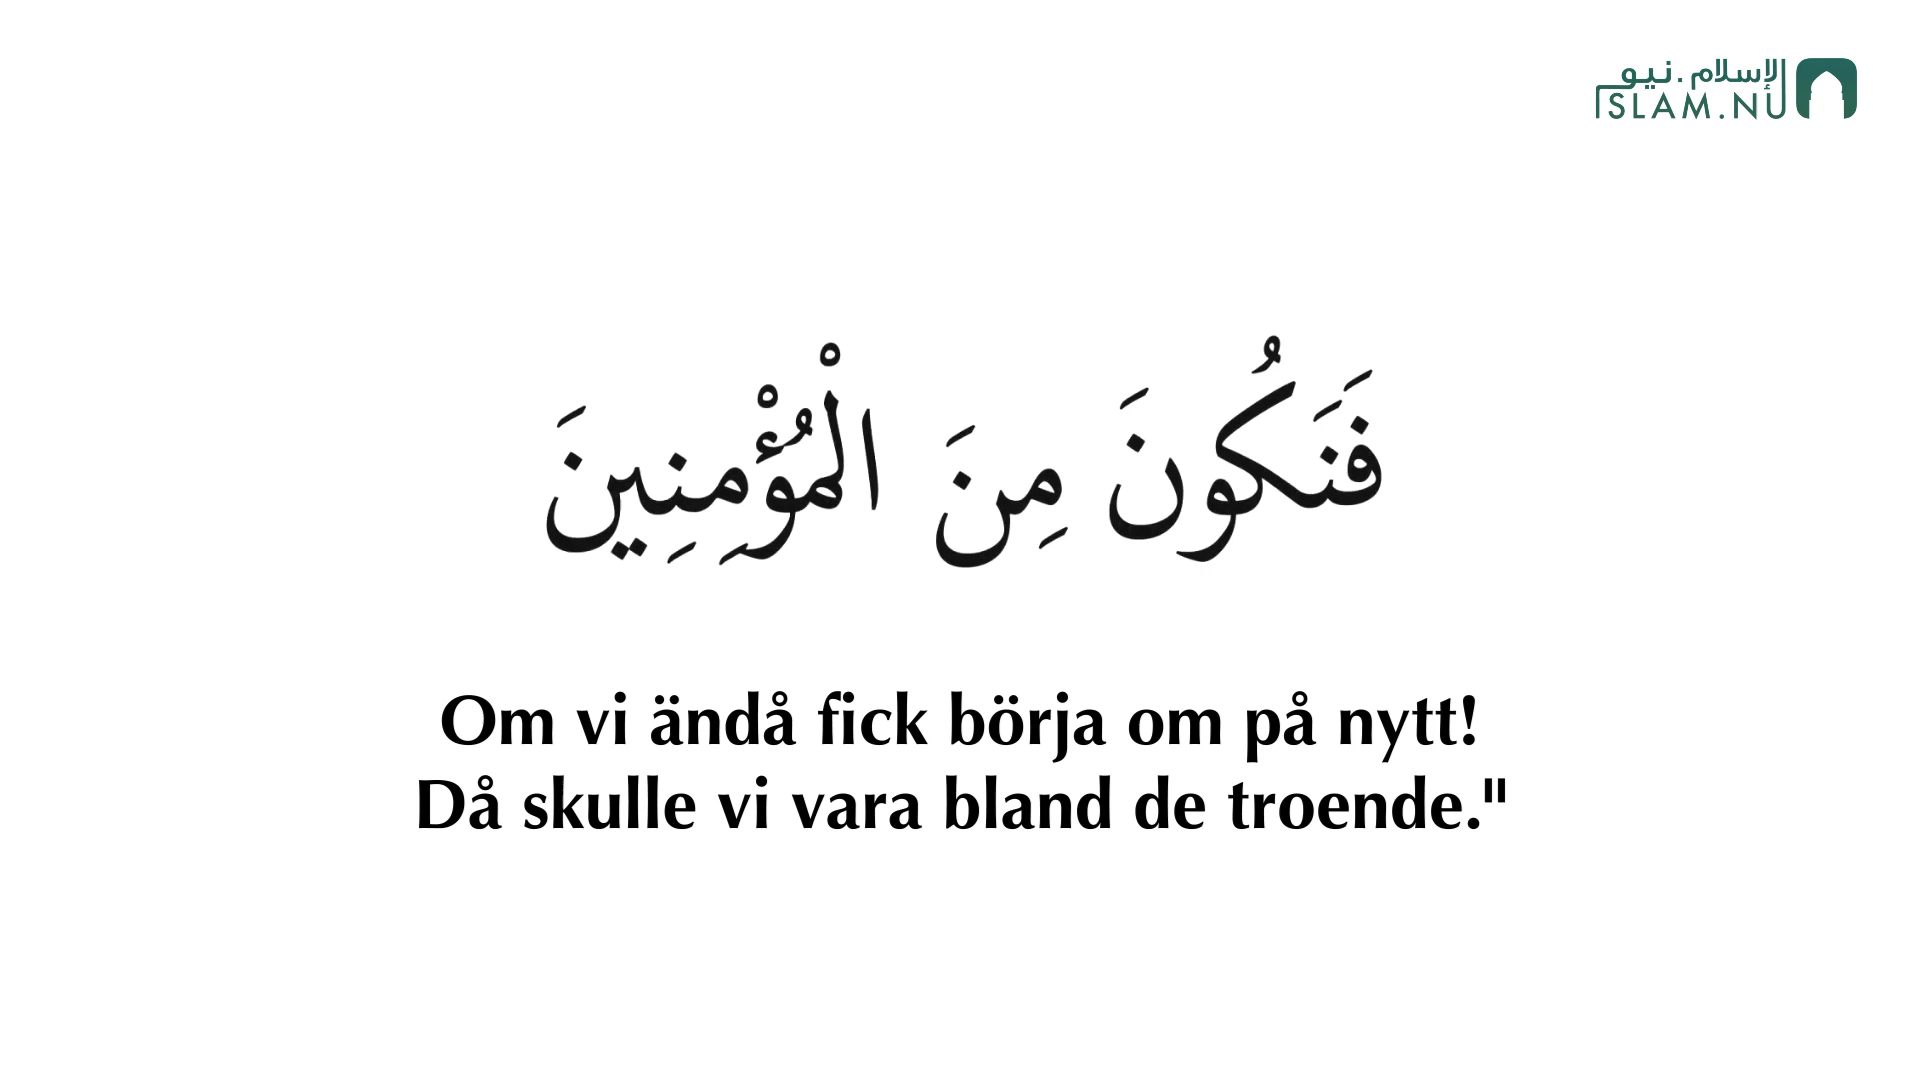 الإسلام.نيو
ISLAM.NU
فَنَكُونَ مِنَ الْمُؤْمِنِينَ
Om vi ändå fick börja om på nytt!
Då skulle vi vara bland de troende."